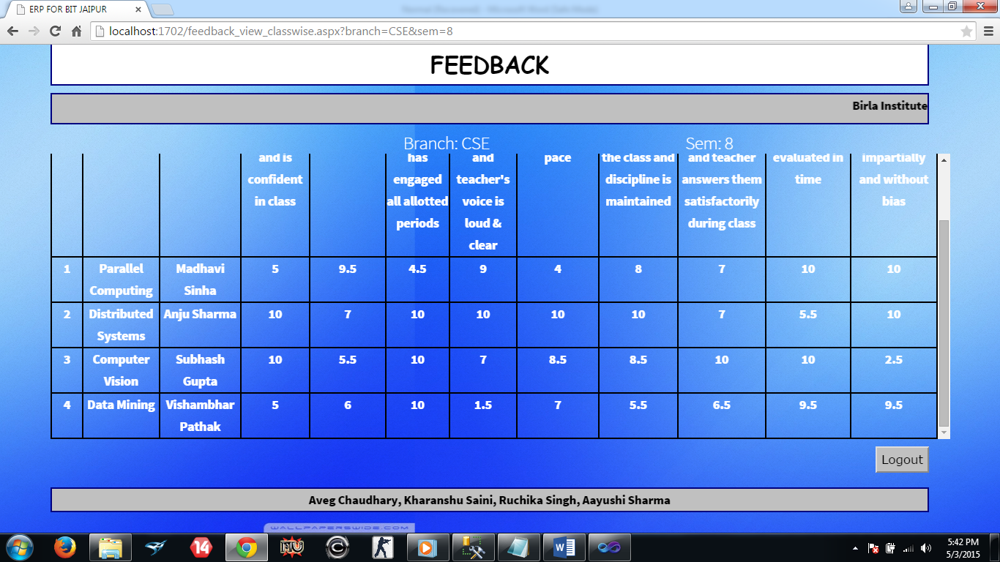 ERP FOR BIT JAIPUR
localhost:1702/feedback_view_classwise.aspx?branch=CSE&sem=8
FEEDBACK
Birla Institute
Branch: CSE Sem: 8
and is has and pace the class and and teacher evaluated in impartially
confident engaged teacher's discipline is answers them time and without
in class all allotted voice is maintained satisfactorily bias
periods loud & during class
clear
1 Parallel Madhavi 5 9.5 4.5 9 4 8 7 10 10
Computing Sinha
2 Distributed Anju Sharma 10 7 10 10 10 10 7 5.5 10
Systems
3 Computer Subhash 10 5.5 10 7 8.5 8.5 10 10 2.5
Vision Gupta
4 Data Mining Vishambhar 5 6 10 1.5 7 5.5 6.5 9.5 9.5
Pathak
Logout
Aveg Chaudhary, Kharanshu Saini, Ruchika Singh, Aayushi Sharma
WALLPAPERSWIDE.COM
14
MU
5:42 PM
5/3/2015